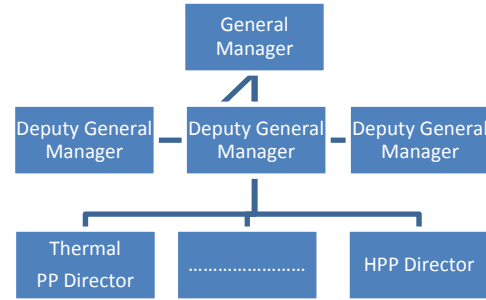 General
Manager
Deputy General
Manager
Deputy General
Manager
Deputy General
Manager
Thermal
PP Director
……………………
HPP Director